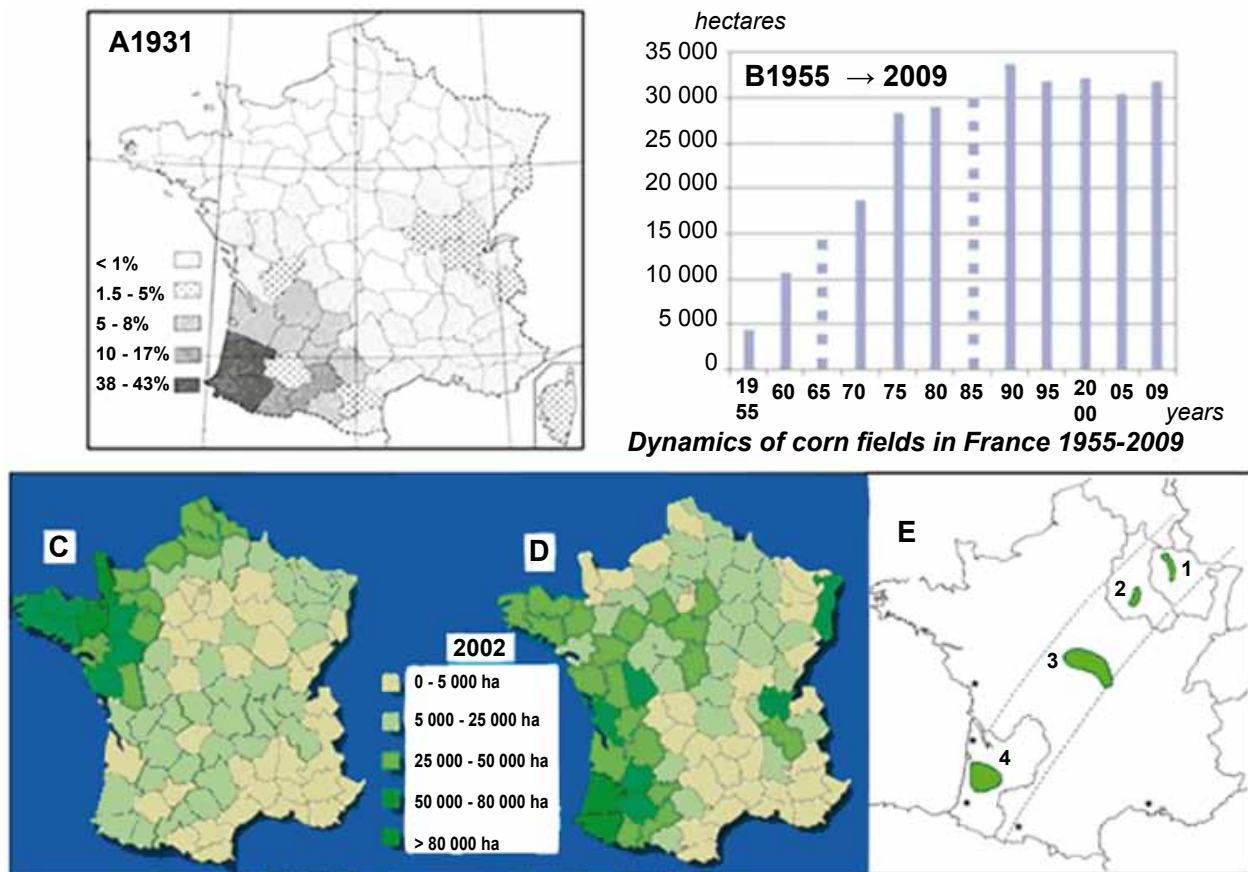 A1931
< 1%
1.5 - 5%
5 - 8%
10 - 17%
38 - 43%
hectares
B1955 → 2009
35 000
30 000
25 000
20 000
15 000
10 000
5 000
0
19 55 60 65 70 75 80 85 90 95 20 00 05 09
years
Dynamics of corn fields in France 1955-2009
C
D
2002
0 - 5 000 ha
5 000 - 25 000 ha
25 000 - 50 000 ha
50 000 - 80 000 ha
> 80 000 ha
E
1
2
3
4